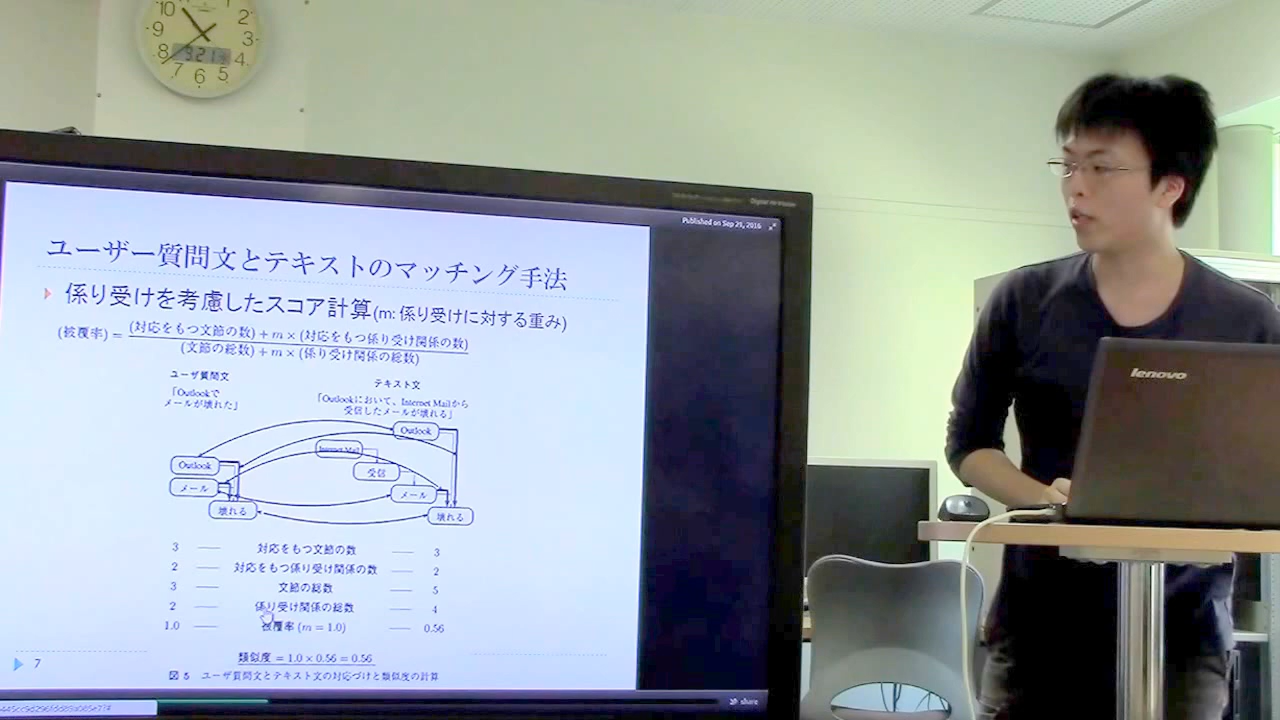 10
2
9
3
8
4
7
6
5
Digital Hi-Vision
Published on Sep 29, 2016
ユーザー質問文とテキストのマッチング手法
係り受けを考慮したスコア計算(m: 係り受けに対する重み)
(被覆率) = (対応をもつ文節の数) + m × (対応をもつ係り受け関係の数)
(文節の総数) + m × (係り受け関係の総数)
ユーザ質問文
テキスト文
「Outlookで
メールが壊れた」
「Outlookにおいて、Internet Mailから
受信したメールが壊れる」
Outlook
Internet Mail
Outlook
受信
メール
メール
壊れる
壊れる
3 対応をもつ文節の数 3
2 対応をもつ係り受け関係の数 2
3 文節の総数 5
2 係り受け関係の総数 4
1.0 被覆率 (m = 1.0) 0.56
類似度 = 1.0 × 0.56 = 0.56
図 5 ユーザ質問文とテキスト文の対応づけと類似度の計算
7
share
lenovo